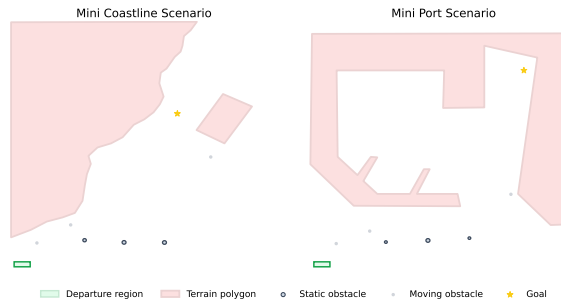 Mini Coastline Scenario
Mini Port Scenario
Departure region
Terrain polygon
Static obstacle
Moving obstacle
Goal